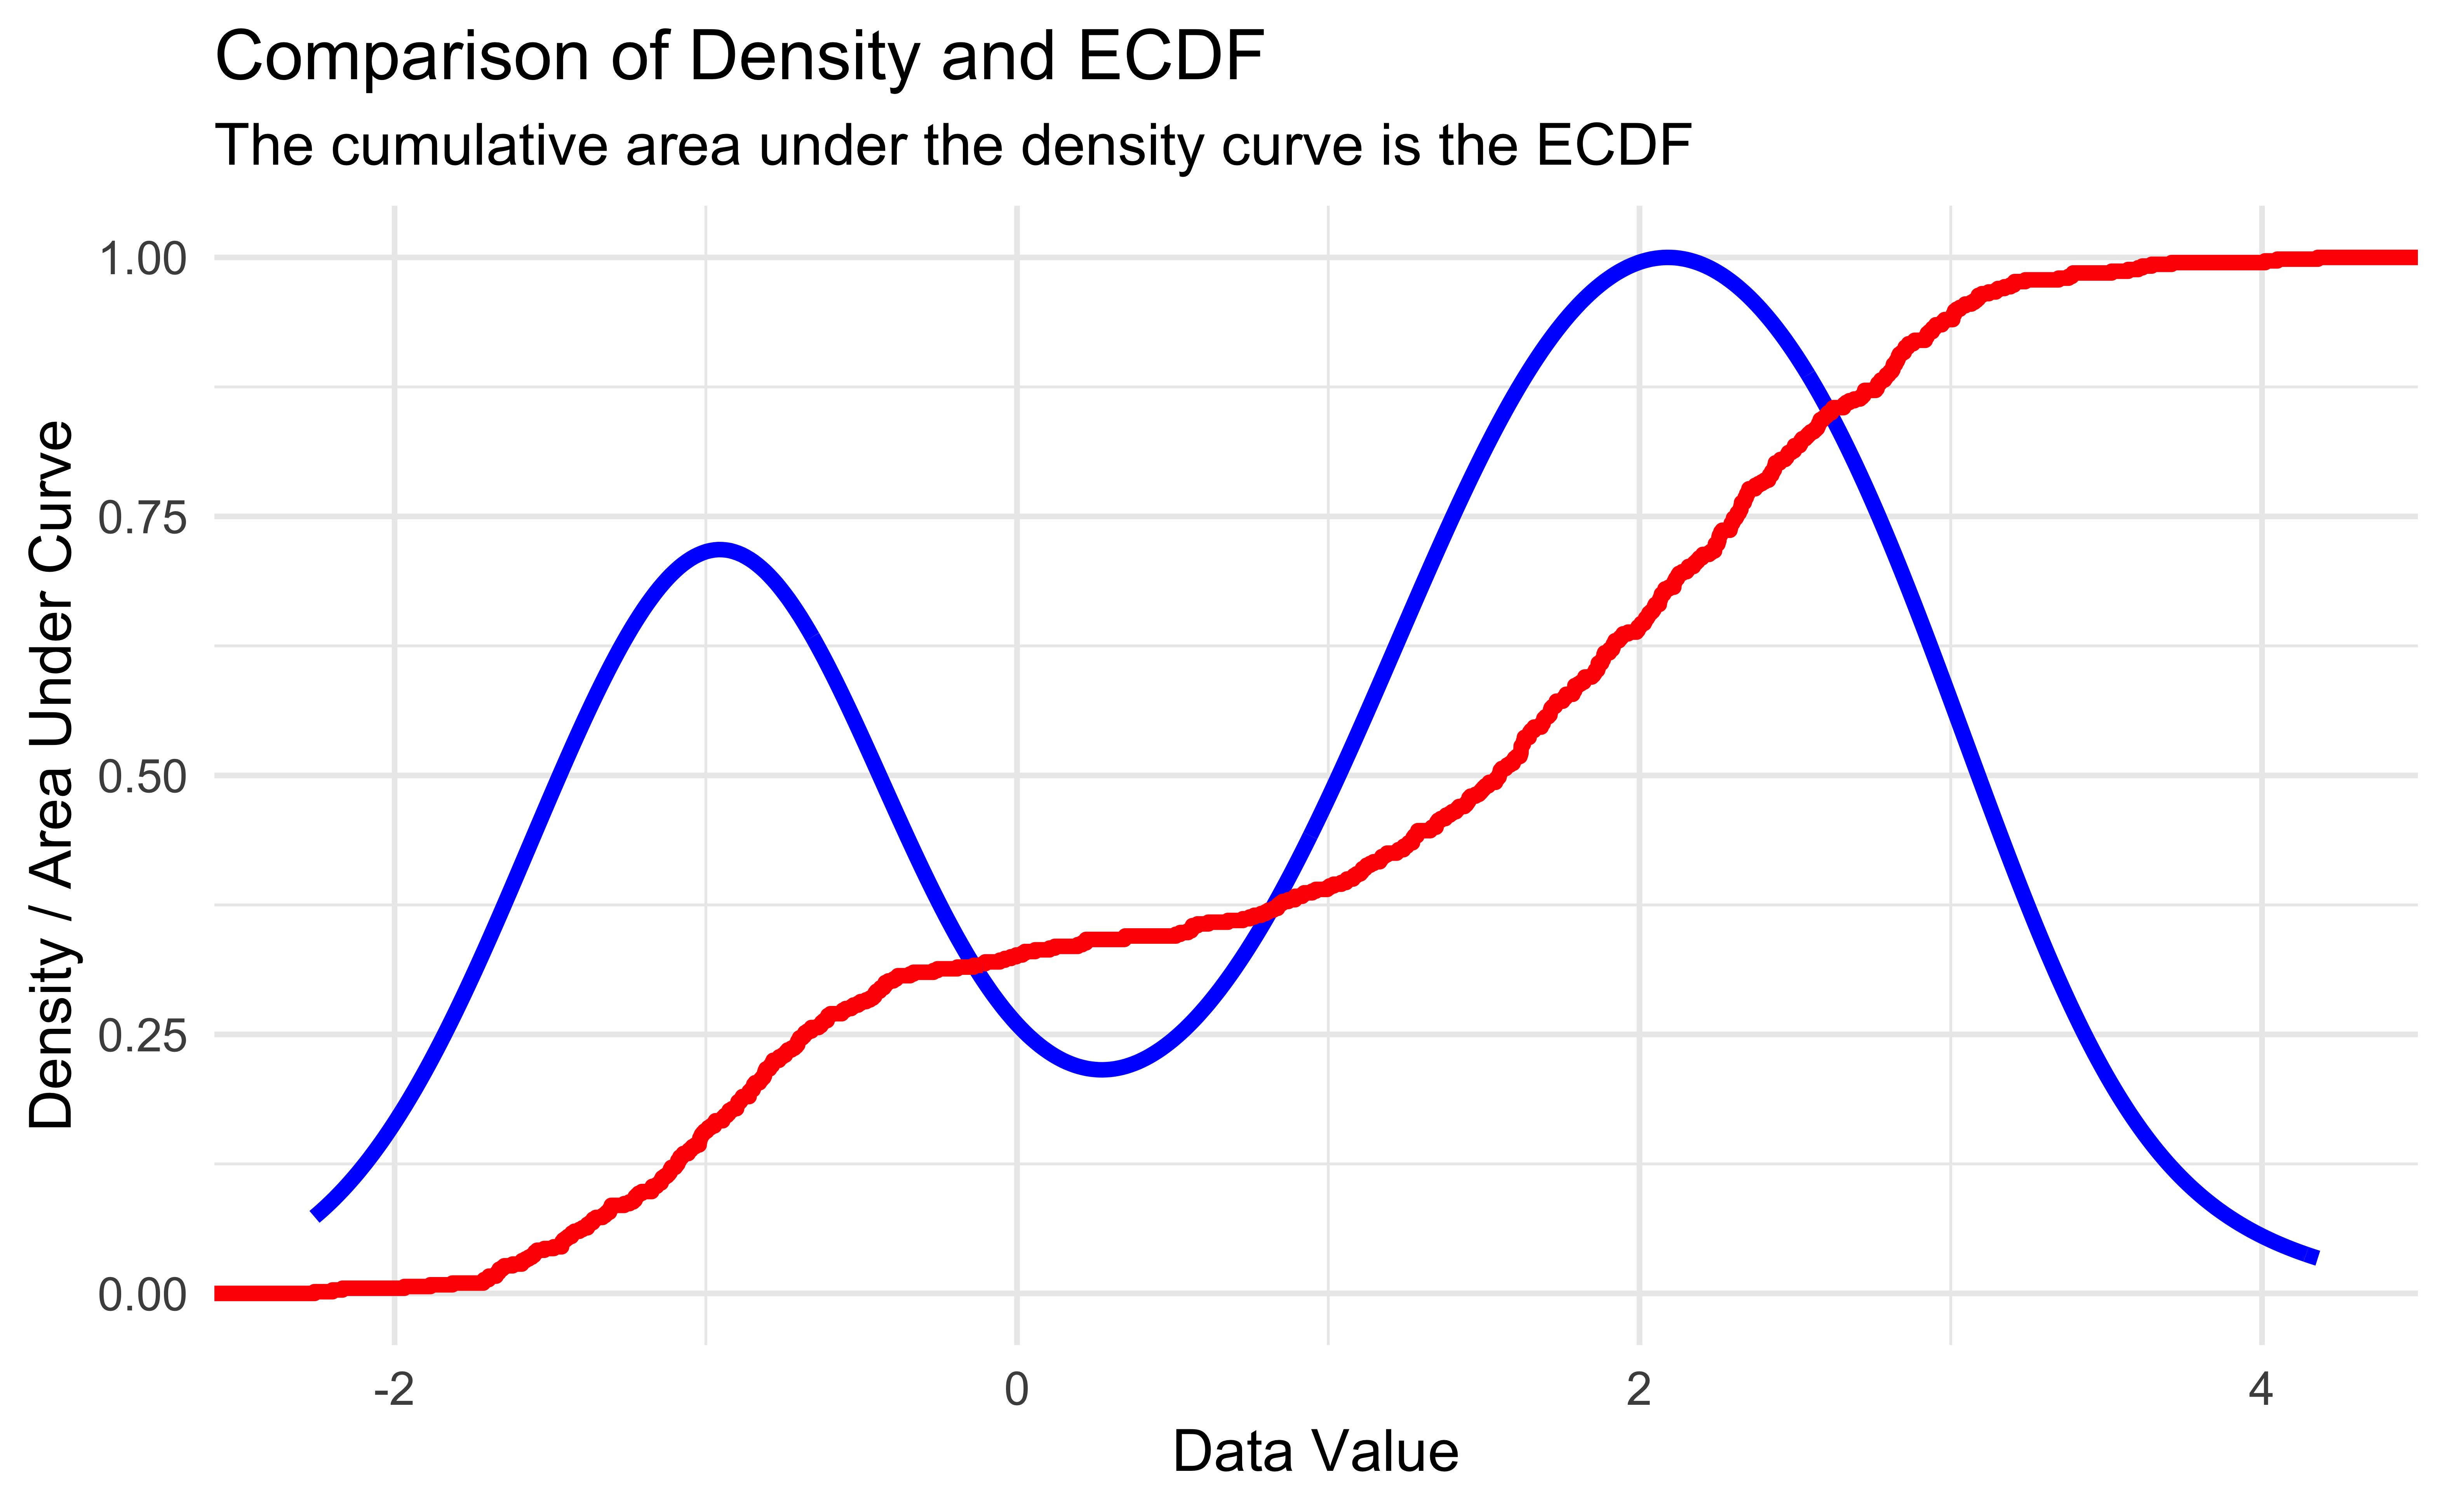 Comparison of Density and ECDF
The cumulative area under the density curve is the ECDF
Density / Area Under Curve
1.00
0.75
0.50
0.25
0.00
-2
0
2
4
Data Value